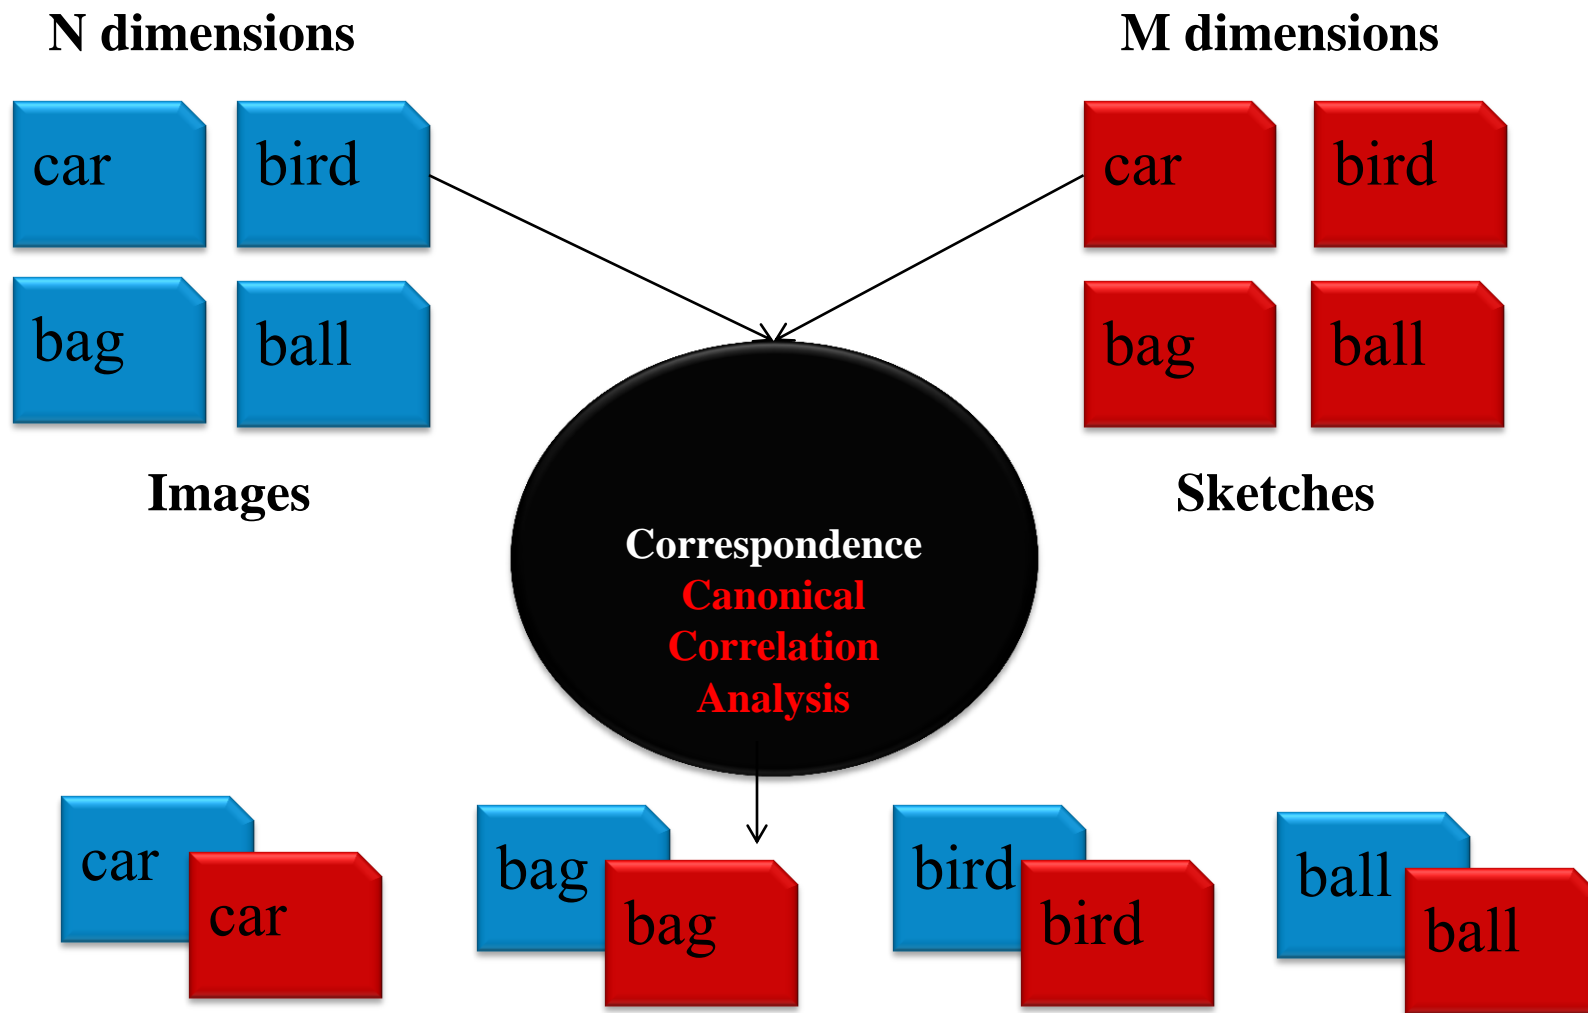 N dimensions
M dimensions
car
bird
car
bird
bag
ball
bag
ball
Images
Sketches
Correspondence
Canonical
Correlation
Analysis
car
car
bag
bag
bird
bird
ball
ball